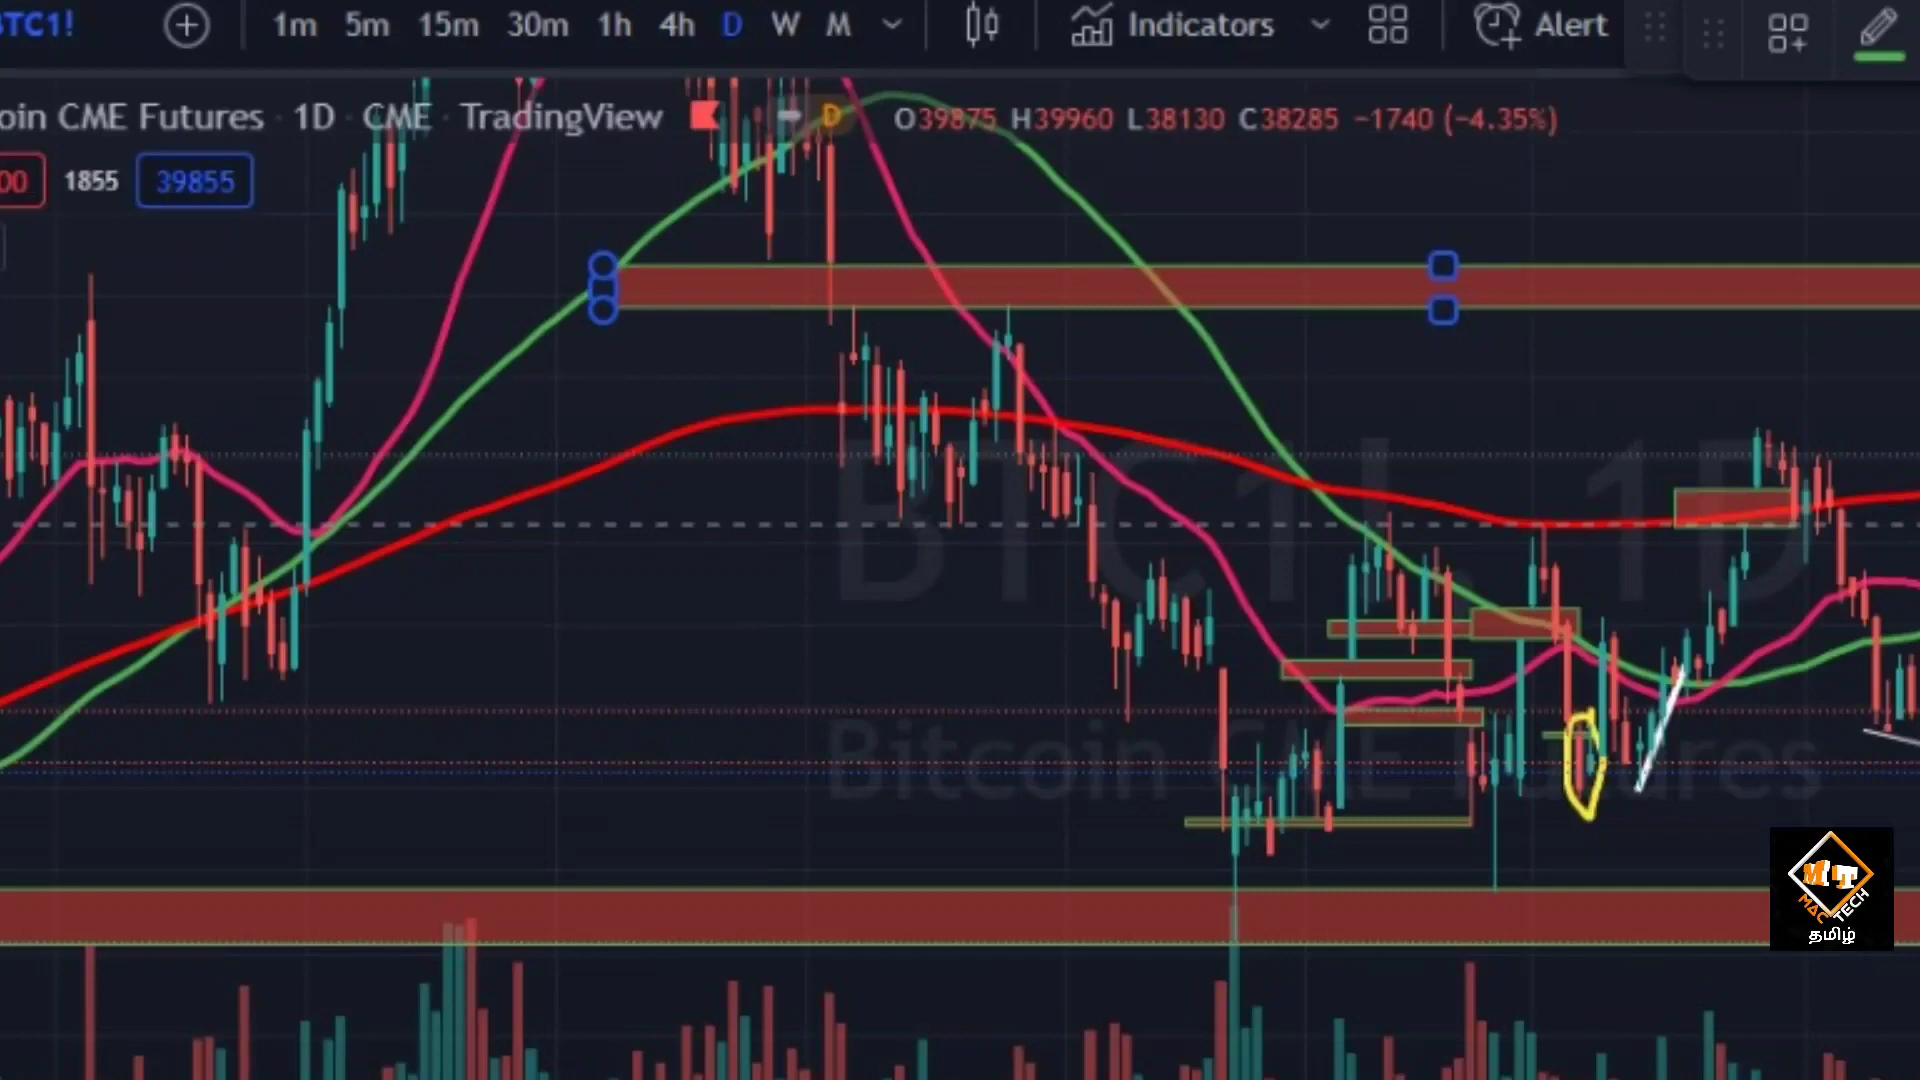 BTC1! 1m 5m 15m 30m 1h 4h D W M Indicators Alert
oin CME Futures · 1D · CME · TradingView D O39875 H39960 L38130 C38285 −1740 (−4.35%)
00 1855 39855
BTC1!, 1D
Bitcoin CME Futures
MT
MAC TECH
தமிழ்